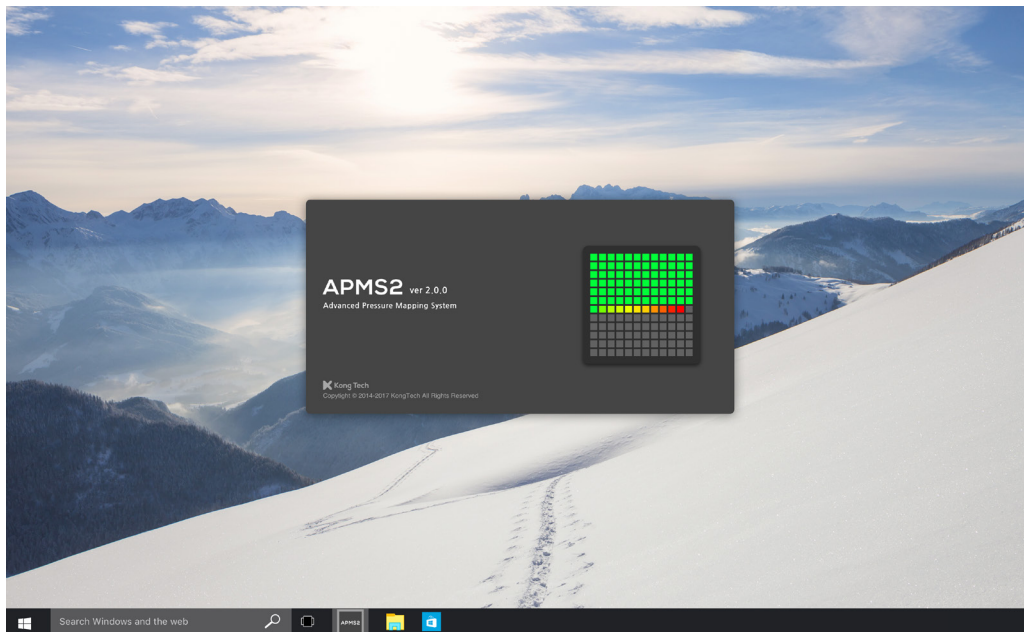 APMS2 ver 2.0.0
Advanced Pressure Mapping System
Kong Tech
Copyright © 2014-2017 KongTech All Rights Reserved
Search Windows and the web
APMS2